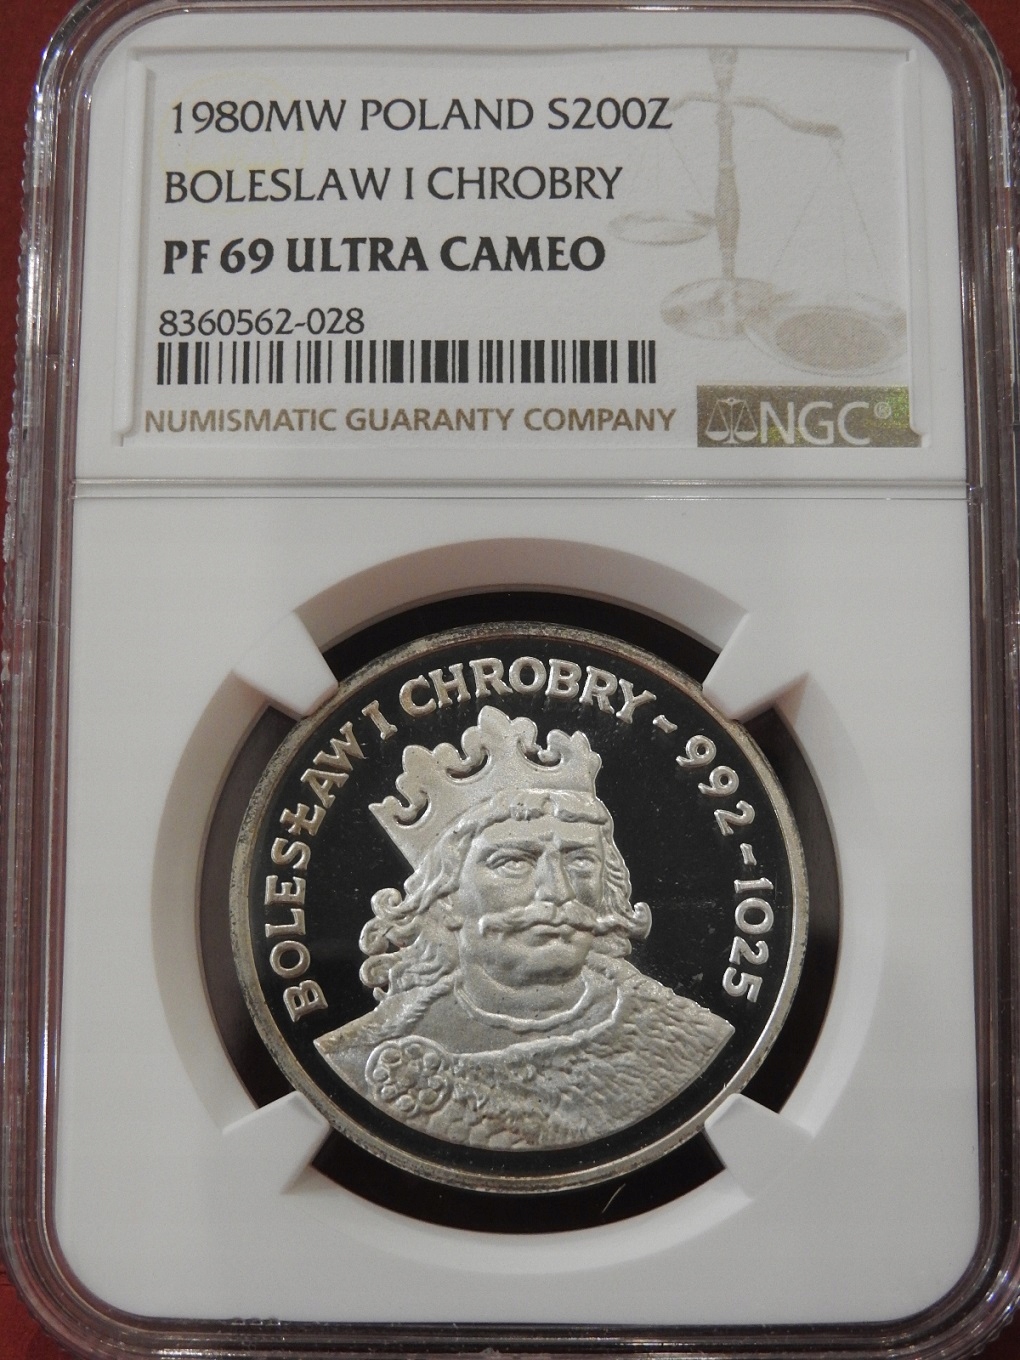 1980MW POLAND S200Z
BOLESLAW I CHROBRY
PF 69 ULTRA CAMEO
8360562-028
NUMISMATIC GUARANTY COMPANY
NGC®
BOLESŁAW I CHROBRY - 992 - 1025